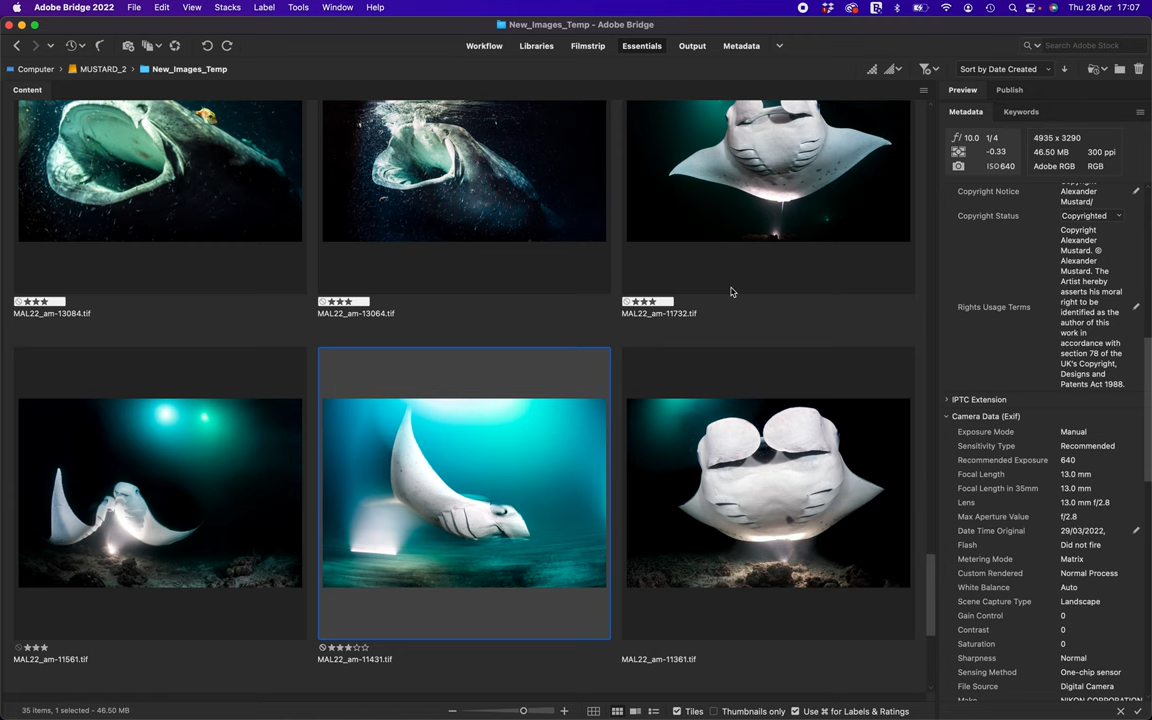 Adobe Bridge 2022 File Edit View Stacks Label Tools Window Help Thu 28 Apr 17:07
New_Images_Temp - Adobe Bridge
Workflow Libraries Filmstrip Essentials Output Metadata Search Adobe Stock
Computer MUSTARD_2 New_Images_Temp Sort by Date Created
Content
Preview Publish
Metadata Keywords
f/ 10.0 1/4
-0.33
ISO640
4935 x 3290
46.50 MB 300 ppi
Adobe RGB RGB
Copyright Notice
Alexander
Mustard/
Copyright Status Copyrighted
Rights Usage Terms
Copyright
Alexander
Mustard. ©
Alexander
Mustard. The
Artist hereby
asserts his moral
right to be
identified as the
author of this
work in
accordance with
section 78 of the
UK's Copyright,
Designs and
Patents Act 1988.
IPTC Extension
Camera Data (Exif)
Exposure Mode Manual
Sensitivity Type Recommended
Recommended Exposure 640
Focal Length 13.0 mm
Focal Length in 35mm 13.0 mm
Lens 13.0 mm f/2.8
Max Aperture Value f/2.8
Date Time Original 29/03/2022,
Flash Did not fire
Metering Mode Matrix
Custom Rendered Normal Process
White Balance Auto
Scene Capture Type Landscape
Gain Control 0
Contrast 0
Saturation 0
Sharpness Normal
Sensing Method One-chip sensor
File Source Digital Camera
Make NIKON CORPORATION
MAL22_am-13084.tif MAL22_am-13064.tif MAL22_am-11732.tif
MAL22_am-11561.tif MAL22_am-11431.tif MAL22_am-11361.tif
35 items, 1 selected - 46.50 MB Tiles Thumbnails only Use ⌘ for Labels & Ratings